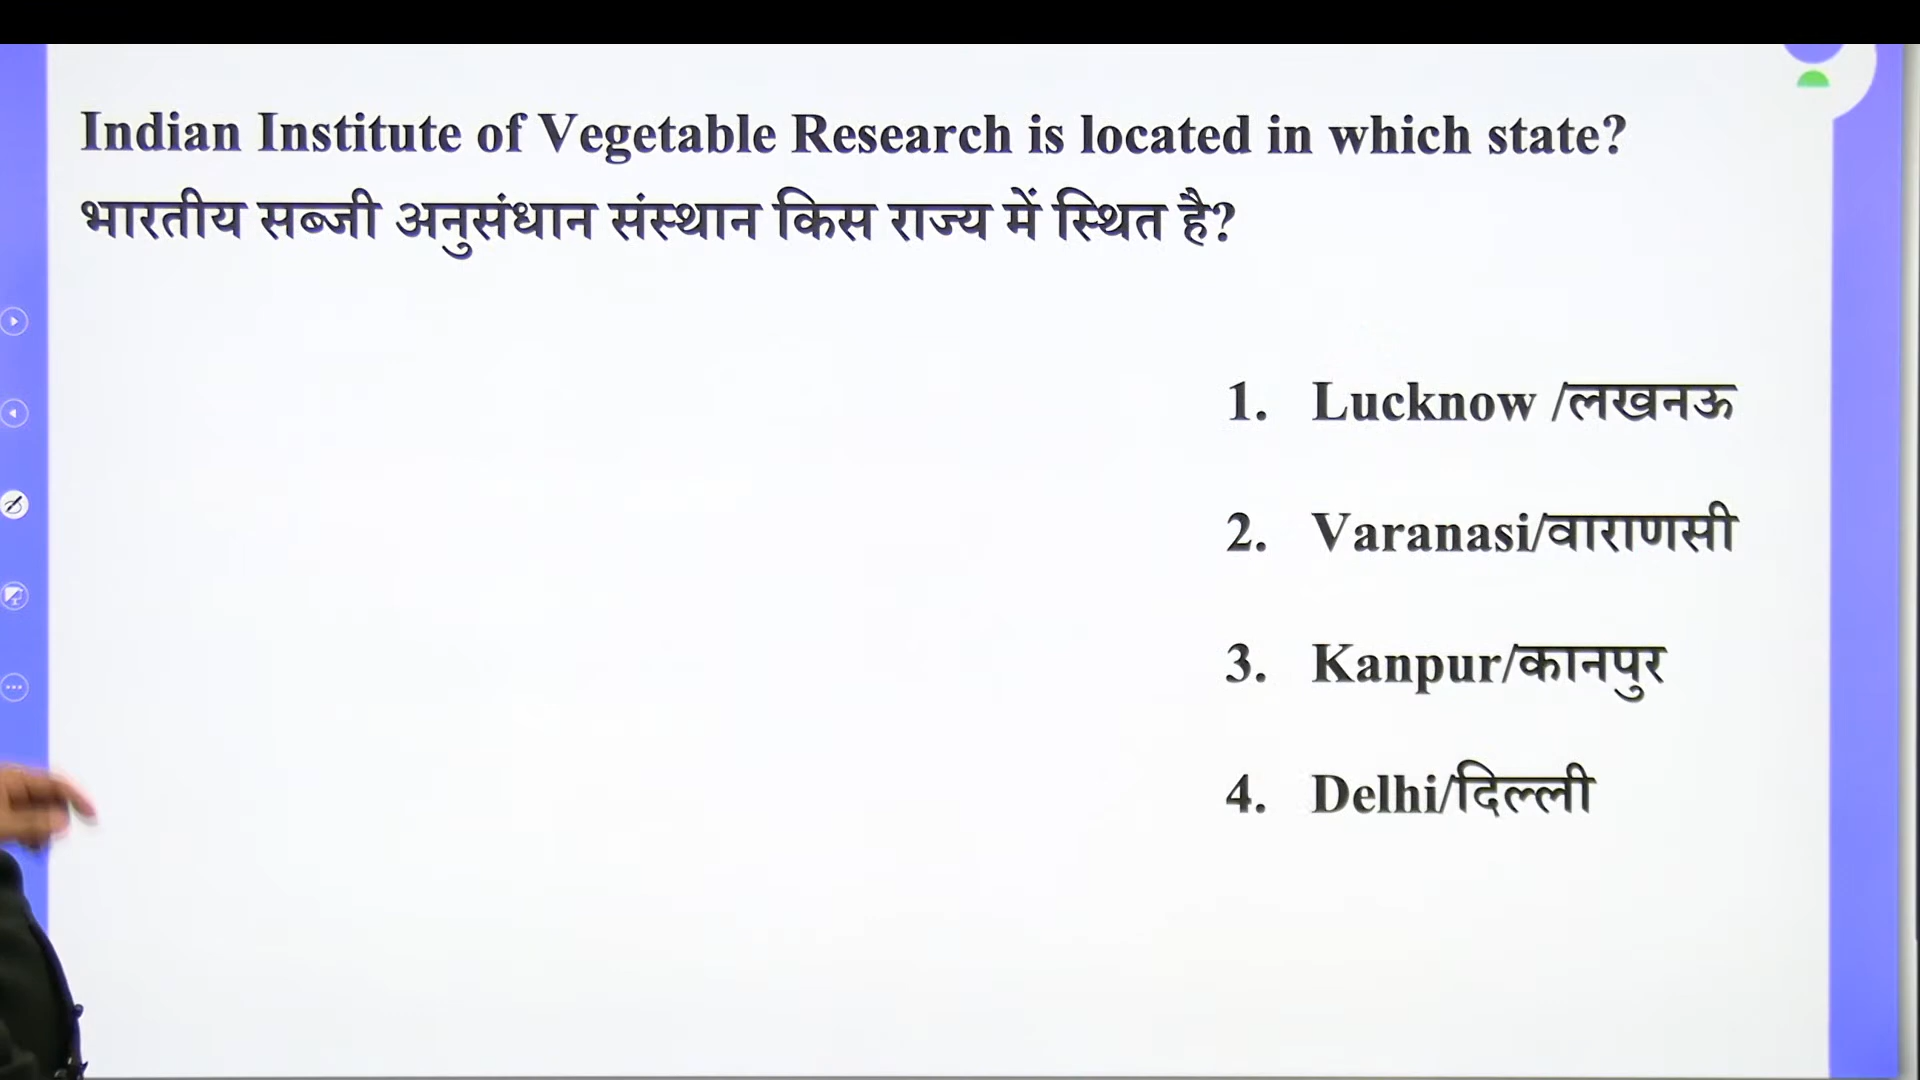 Indian Institute of Vegetable Research is located in which state?
भारतीय सब्जी अनुसंधान संस्थान किस राज्य में स्थित है?
1. Lucknow /लखनऊ
2. Varanasi/वाराणसी
3. Kanpur/कानपुर
4. Delhi/दिल्ली